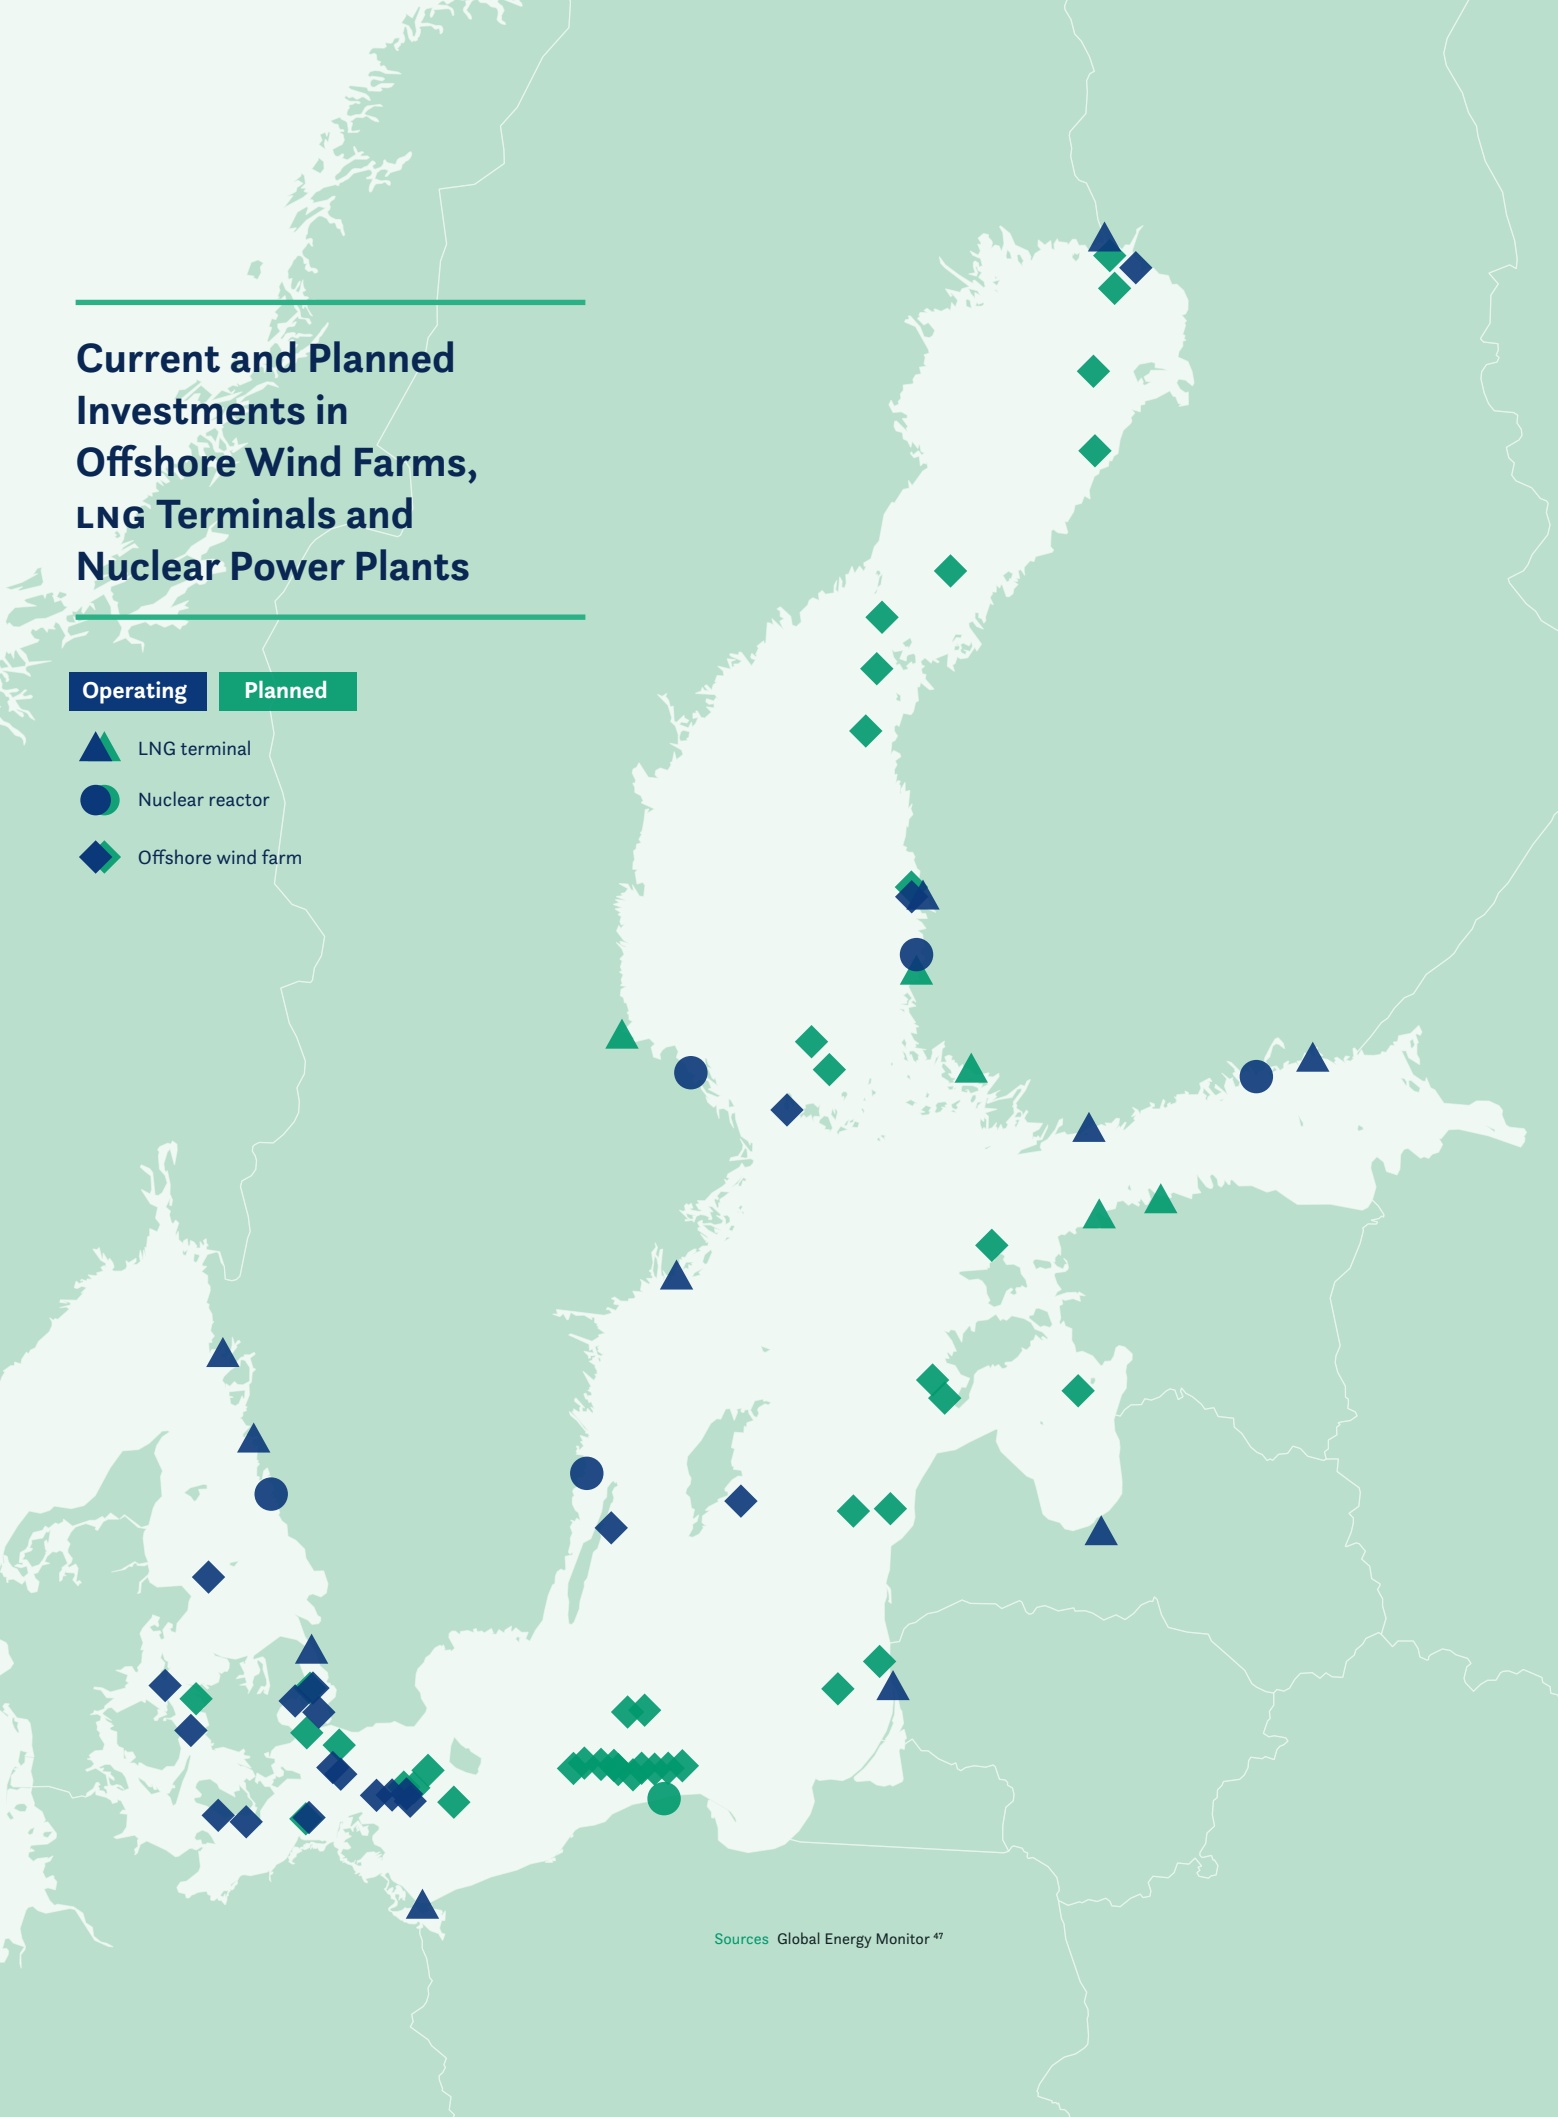 Current and Planned
Investments in
Offshore Wind Farms,
LNG Terminals and
Nuclear Power Plants
Operating Planned
LNG terminal
Nuclear reactor
Offshore wind farm
Sources Global Energy Monitor ⁴⁷